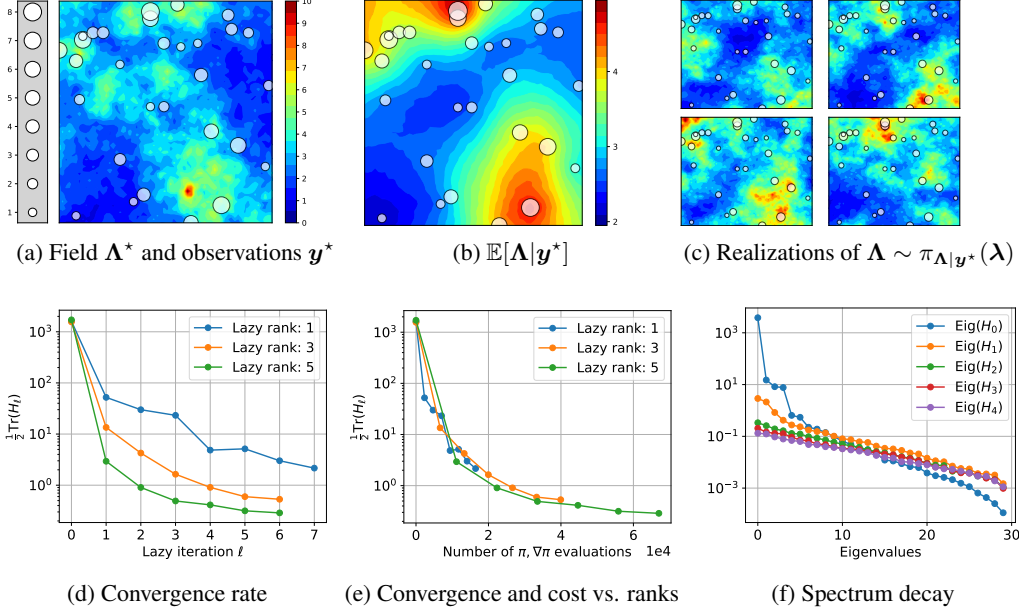 8
7
6
5
4
3
2
1
10
9
8
7
6
5
4
3
2
1
0
4
3
2
(a) Field Λ⋆ and observations y⋆
(b) 𝔼[Λ|y⋆]
(c) Realizations of Λ ∼ πΛ|y⋆(λ)
10³
10²
10¹
10⁰
½Tr(Hℓ)
Lazy rank: 1
Lazy rank: 3
Lazy rank: 5
0 1 2 3 4 5 6 7
Lazy iteration ℓ
(d) Convergence rate
10³
10²
10¹
10⁰
½Tr(Hℓ)
Lazy rank: 1
Lazy rank: 3
Lazy rank: 5
0 2 4 6
1e4
Number of π, ∇π evaluations
(e) Convergence and cost vs. ranks
10³
10¹
10⁻¹
10⁻³
Eig(H₀)
Eig(H₁)
Eig(H₂)
Eig(H₃)
Eig(H₄)
0 10 20 30
Eigenvalues
(f) Spectrum decay